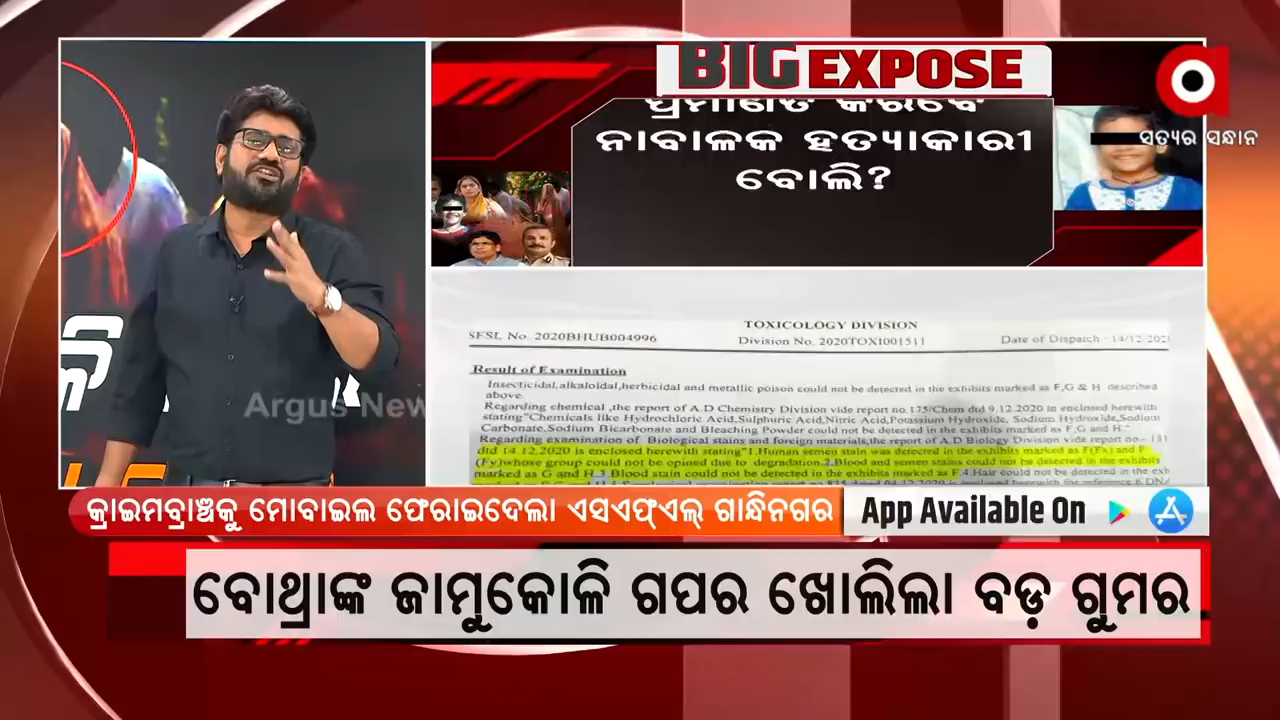 BIG EXPOSE
ପ୍ରମାଣିତ କରିବେ
ନାବାଳକ ହତ୍ୟାକାରୀ
ବୋଲି?
ସତ୍ୟର ସନ୍ଧାନ
Argus New
TOXICOLOGY DIVISION
SFSL No. 2020BHUB004996 Division No. 2020TOXI001511 Date of Dispatch : 14/12/202
Result of Examination
Insecticidal,alkaloidal,herbicidal and metallic poison could not be detected in the exhibits marked as F,G & H described
above.
Regarding chemical ,the report of A.D Chemistry Division vide report no.175/Chem dtd 9.12.2020 in enclosed herewith
stating"Chemicals like Hydrochloric Acid,Sulphuric Acid,Nitric Acid,Potassium Hydroxide, Sodium Hydroxide,Sodium
Carbonate,Sodium Bicarbonate and Bleaching Powder could not be detected in the exhibits marked as F,G and H."
Regarding examination of Biological stains and foreign materials,the report of A.D Biology Division vide report no.- 131
dtd 14.12.2020 is enclosed herewith stating"1.Human semen stain was detected in the exhibits marked as E(Ex) and F
(Fy)whose group could not be opined due to degradation.2.Blood and semen stains could not be detected in the exhibits
marked as G and H.3.Blood stain could not be detected in the exhibits marked as F.4.Hair could not be detected in the exh
କ୍ରାଇମବ୍ରାଞ୍ଚକୁ ମୋବାଇଲ ଫେରାଇଦେଲା ଏସଏଫ୍ଏଲ୍ ଗାନ୍ଧିନଗର
App Available On
ବୋଥ୍ରାଙ୍କ ଜାମୁକୋଳି ଗପର ଖୋଲିଲା ବଡ଼ ଗୁମର